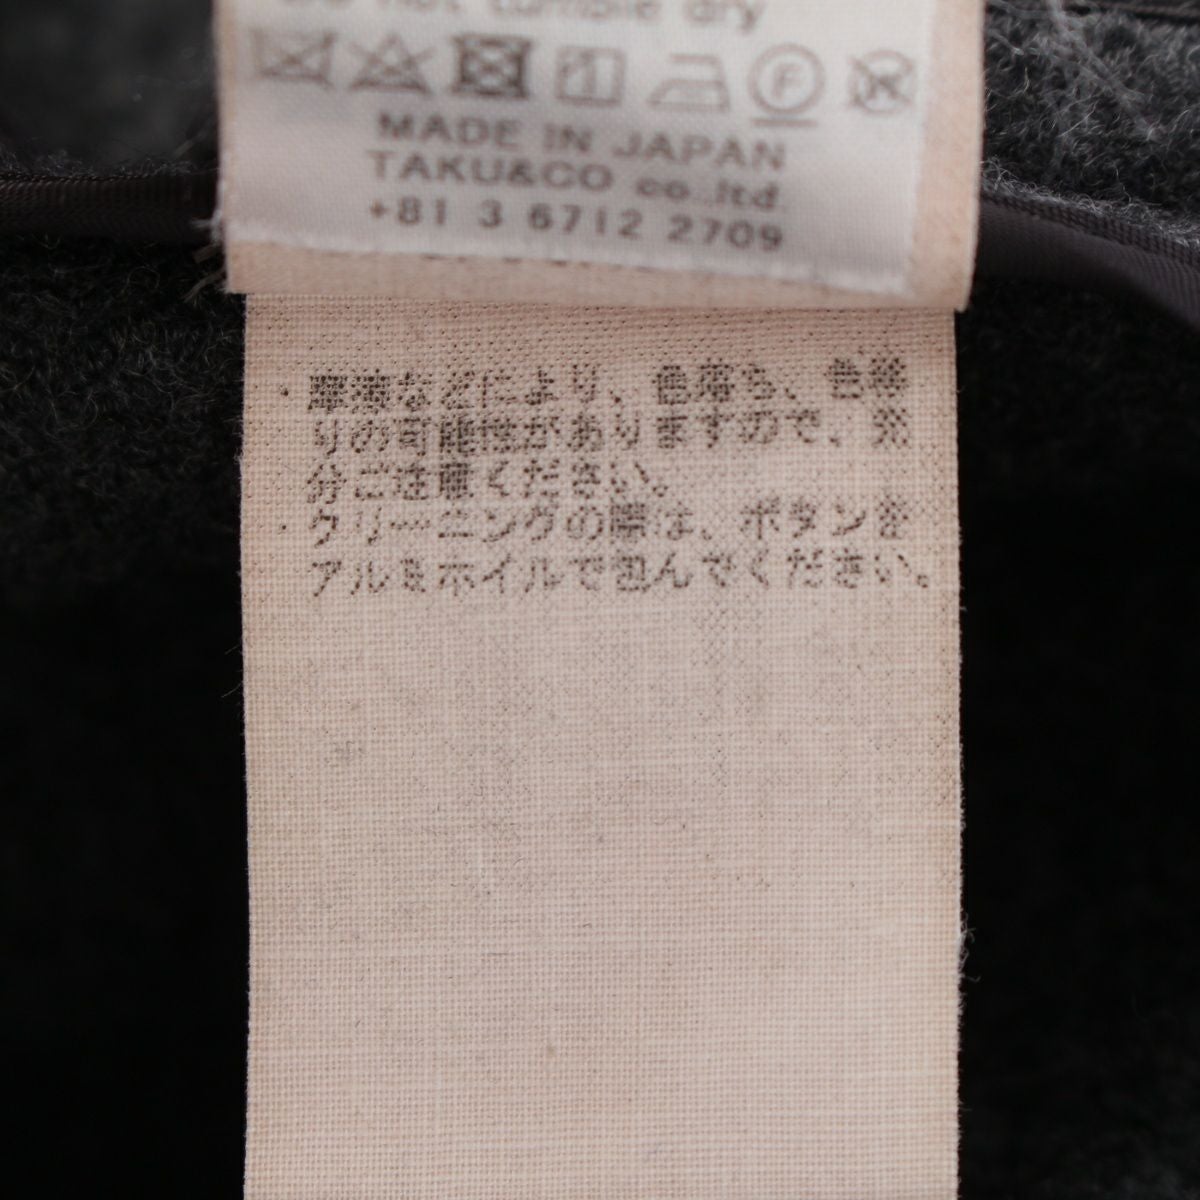 tumble dry
F
MADE IN JAPAN
TAKU&CO co.,ltd
+81 3 6712 2709
・摩擦などにより、色落ち、色移
りの可能性がありますので、充
分ご注意ください。
・クリーニングの際は、ボタンを
アルミホイルで包んでください。